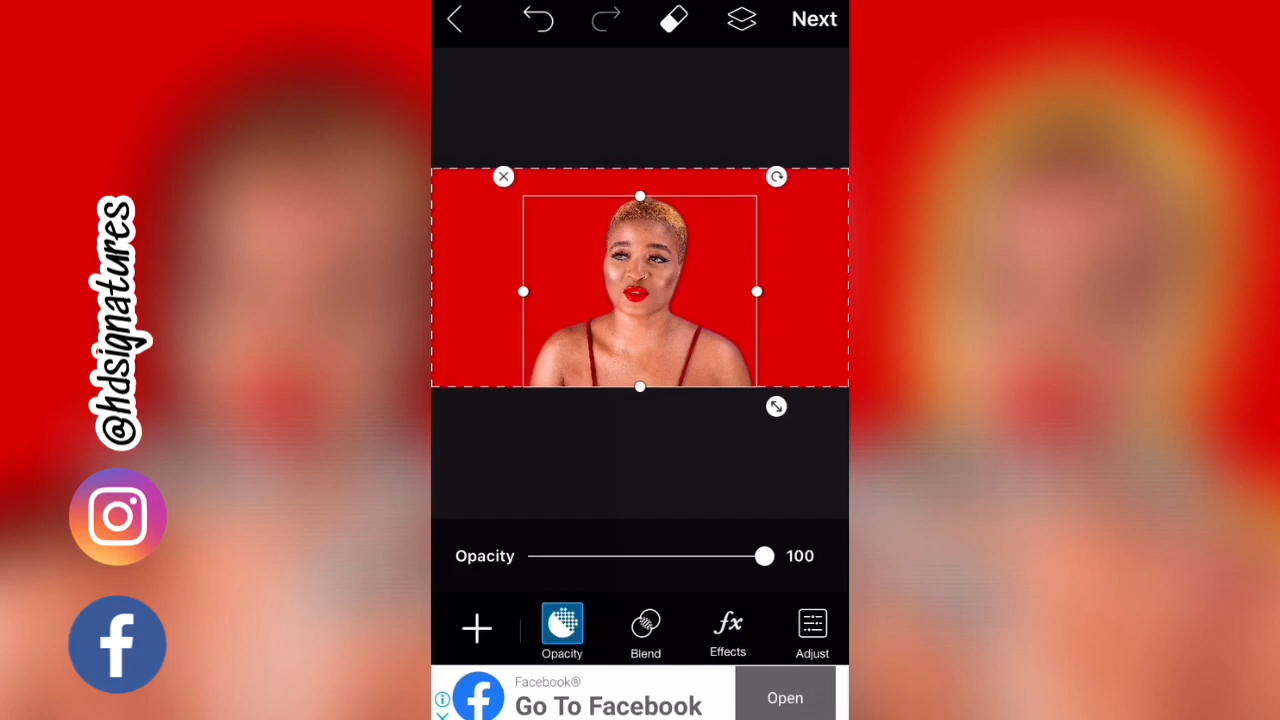 Next
@hdsignatures
Opacity 100
Opacity Blend Effects Adjust
Facebook®
Go To Facebook
Open